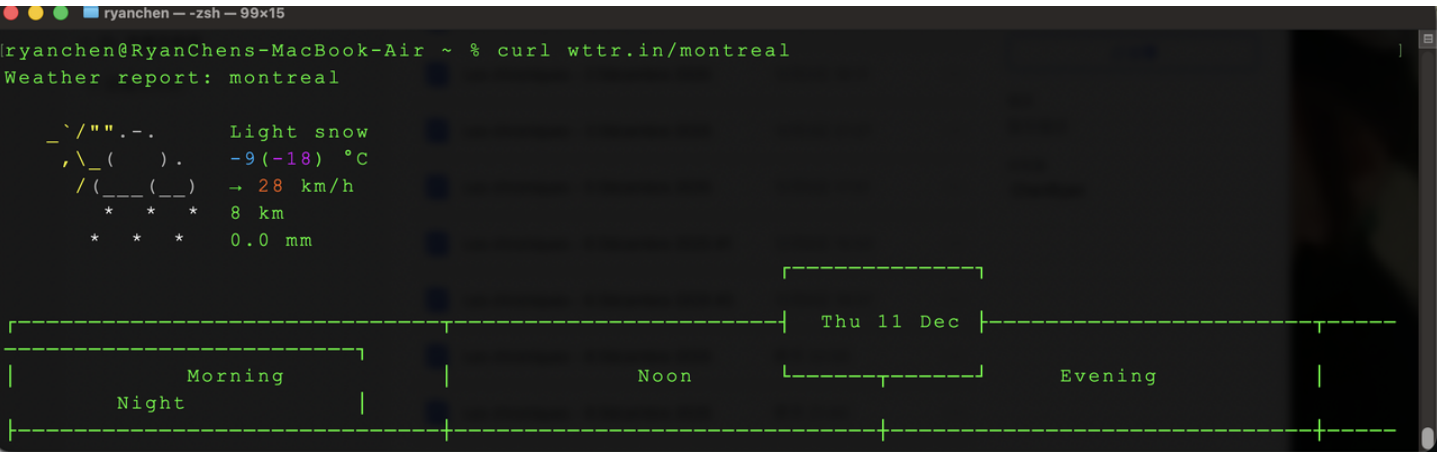 ryanchen — -zsh — 99×15
[ryanchen@RyanChens-MacBook-Air ~ % curl wttr.in/montreal ]
Weather report: montreal
_`/"".-. Light snow
,\_( ). -9(-18) °C
/(___(__) → 28 km/h
* * * 8 km
* * * 0.0 mm
┌─────────────┐
┌──────────────────────────────┬───────────────────────┤ Thu 11 Dec ├───────────────────────┬──────
─────────────────────────┐
│ Morning │ Noon └──────┬──────┘ Evening │
Night │
├──────────────────────────────┼──────────────────────────────┼──────────────────────────────┼──────